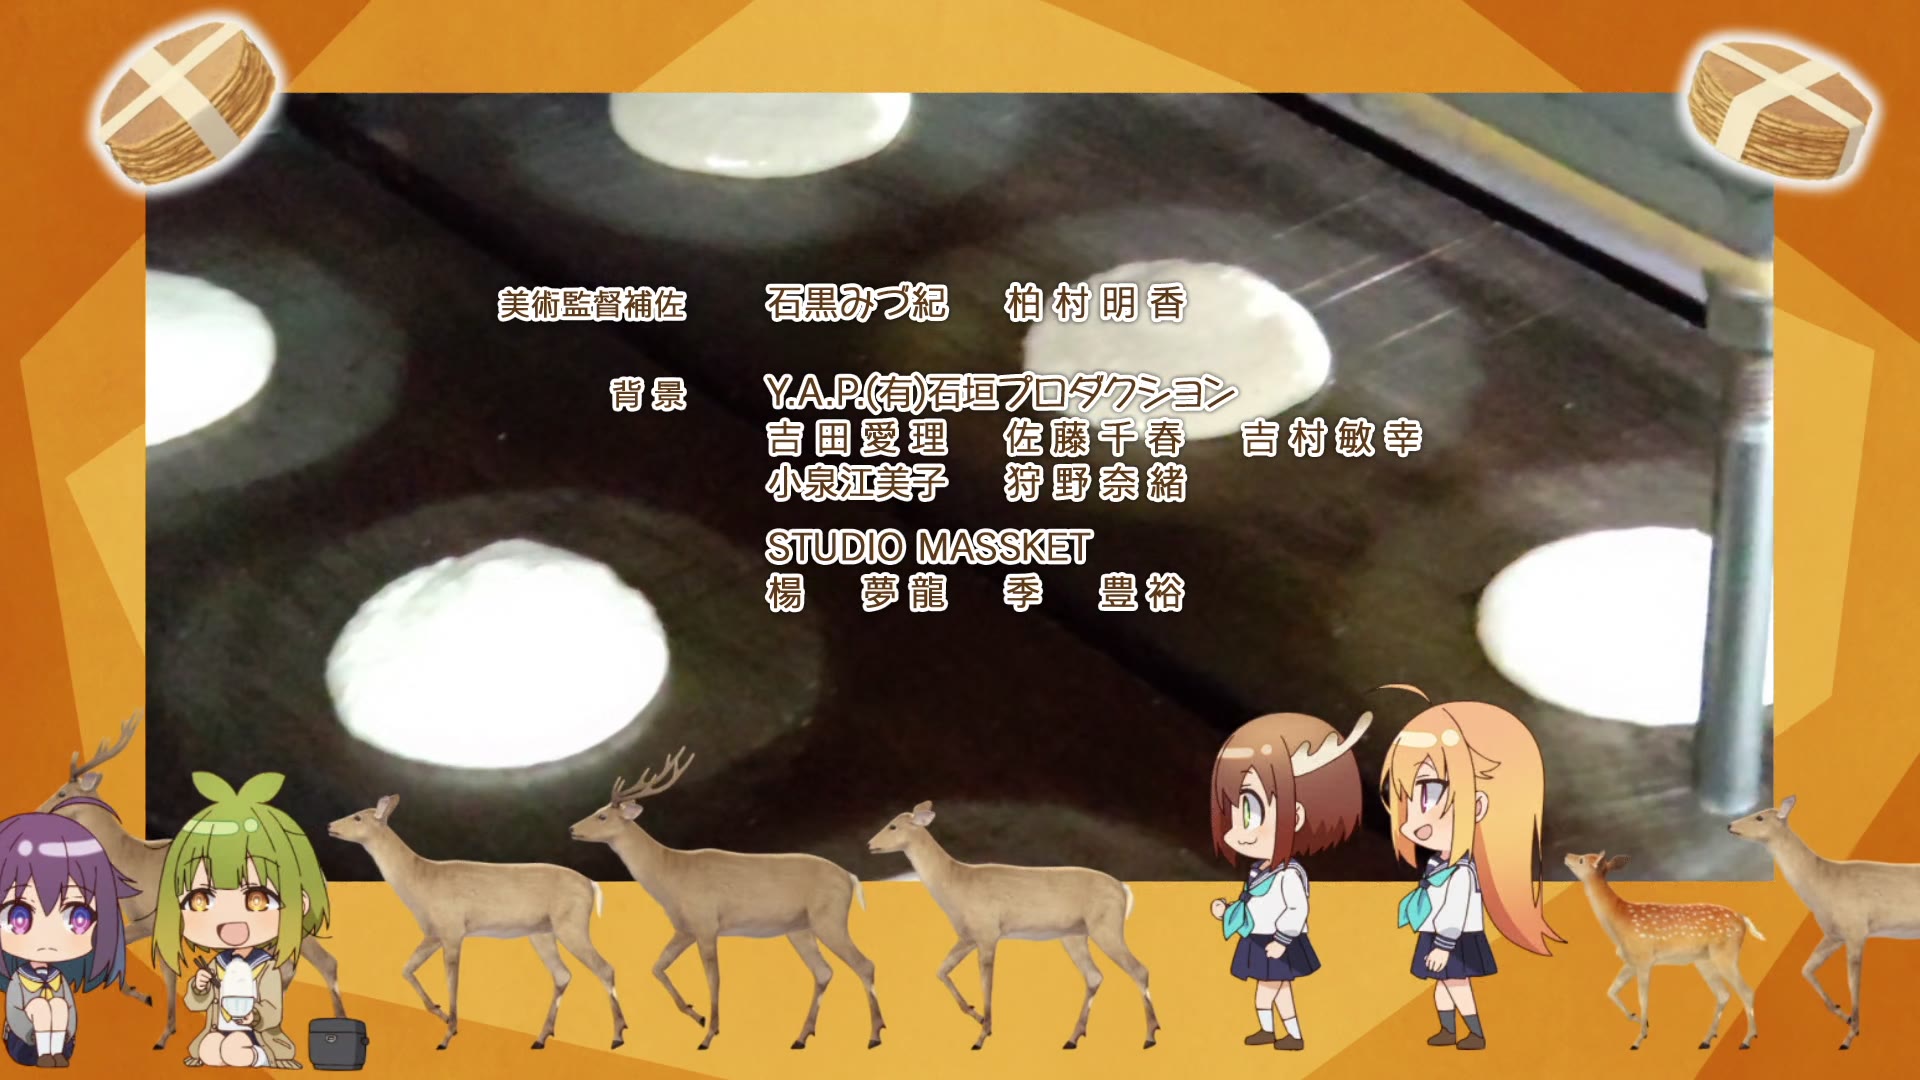 美術監督補佐 石黒みづ紀 柏村明香
背景 Y.A.P.(有)石垣プロダクション
吉田愛理 佐藤千春 吉村敏幸
小泉江美子 狩野奈緒
STUDIO MASSKET
楊 夢龍 季 豊裕